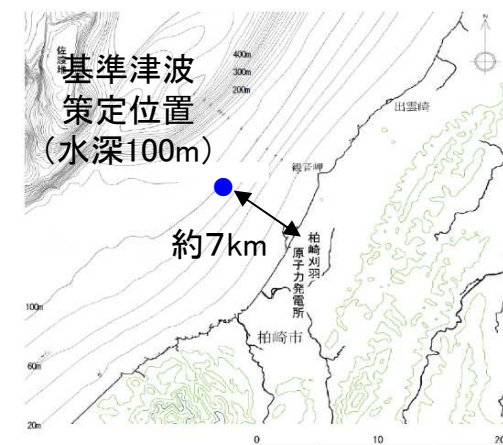 N
佐渡堆
400m
300m
200m
基準津波
策定位置
(水深100m)
出雲崎
観音岬
約7km
柏崎刈羽
原子力発電所
柏崎市
100m
60m
20m
0
10
20